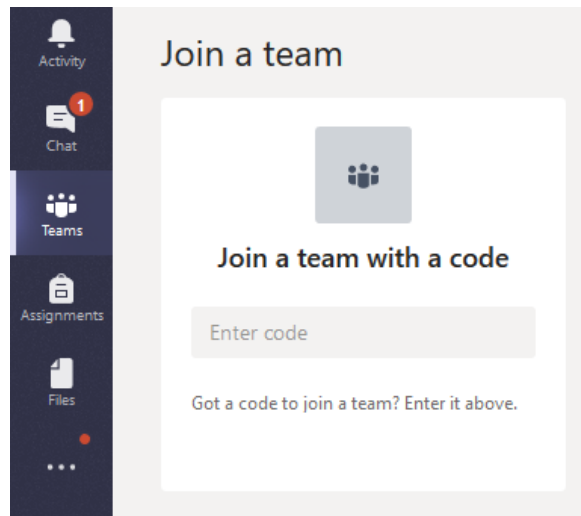 Activity
1
Chat
Teams
Assignments
Files
Join a team
Join a team with a code
Enter code
Got a code to join a team? Enter it above.